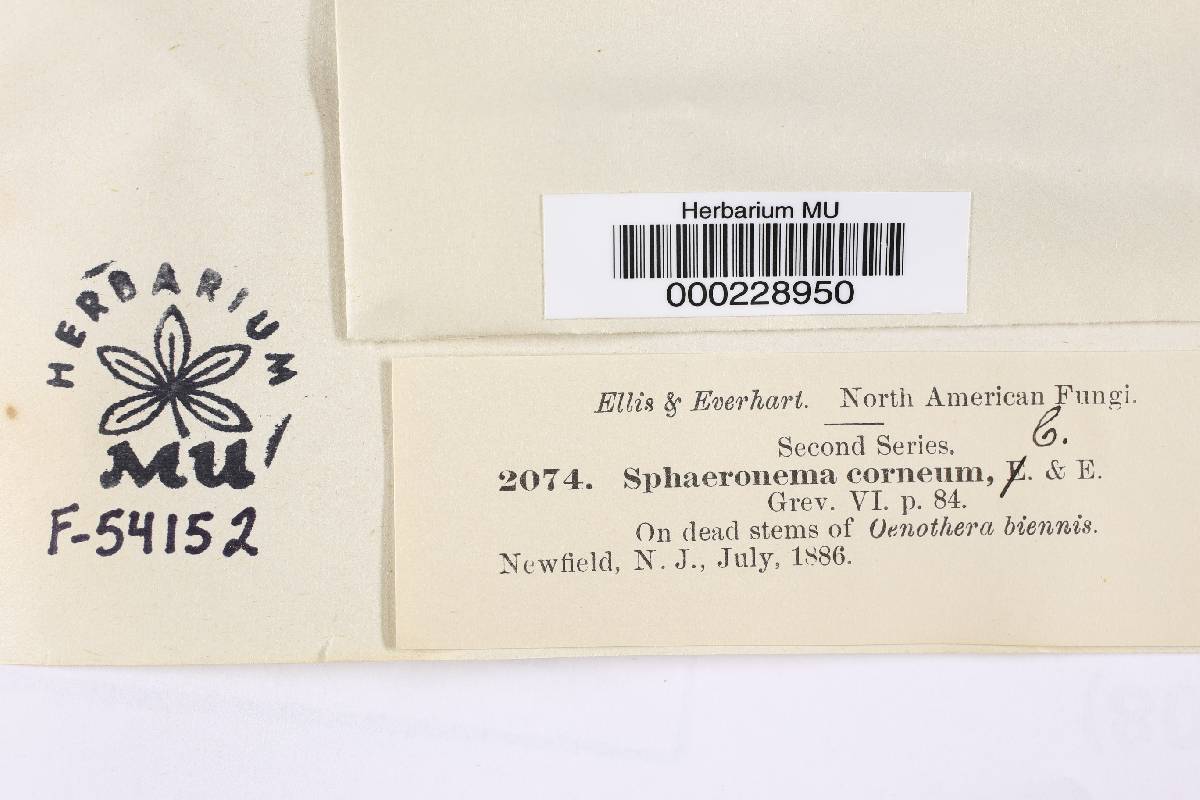 Herbarium MU
000228950
HERBARIUM
MU
F-54152
Ellis & Everhart. North American Fungi.
Second Series.
C.
2074. Sphaeronema corneum, E. & E.
Grev. VI. p. 84.
On dead stems of Oenothera biennis.
Newfield, N. J., July, 1886.